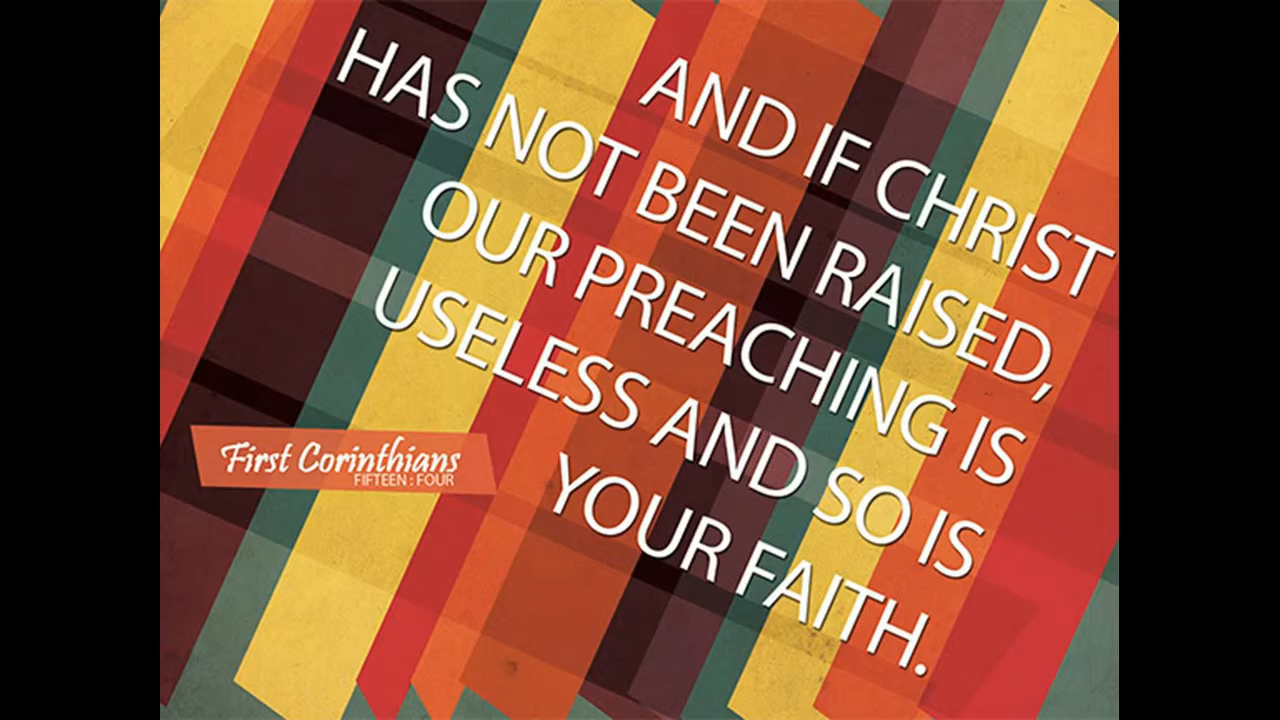 AND IF CHRIST
HAS NOT BEEN RAISED,
OUR PREACHING IS
USELESS AND SO IS
YOUR FAITH.
First Corinthians
FIFTEEN : FOUR